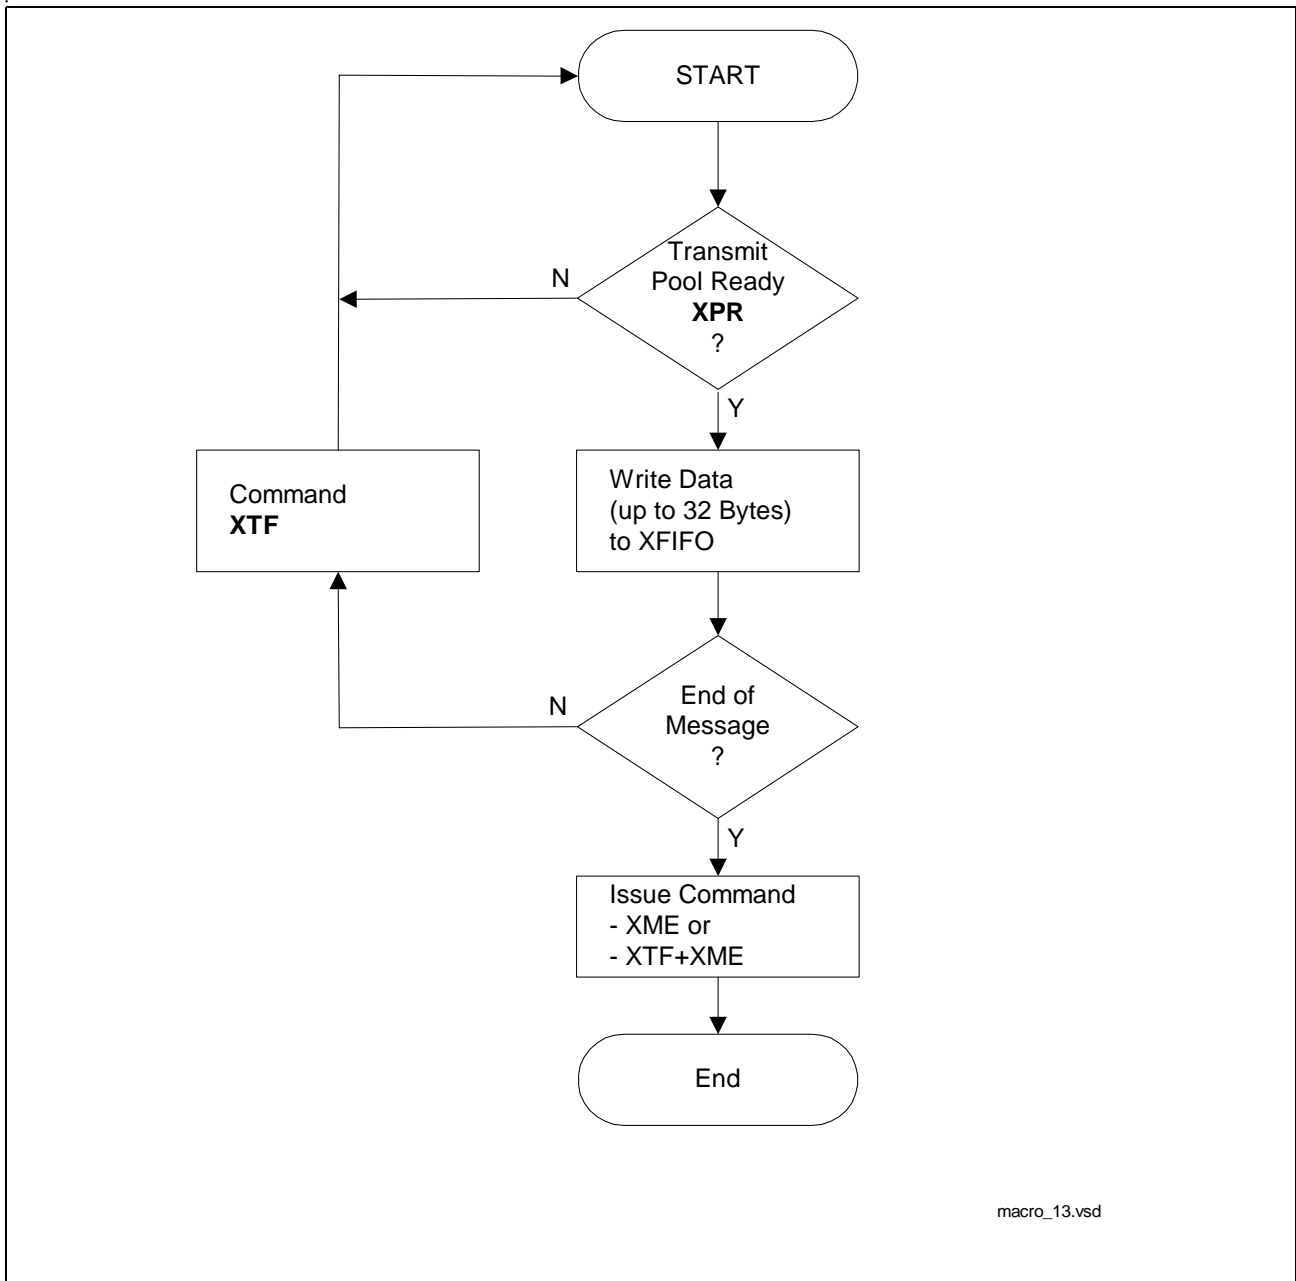 START
Transmit
Pool Ready
XPR
?
N
Y
Command
XTF
Write Data
(up to 32 Bytes)
to XFIFO
N
End of
Message
?
Y
Issue Command
- XME or
- XTF+XME
End
macro_13.vsd